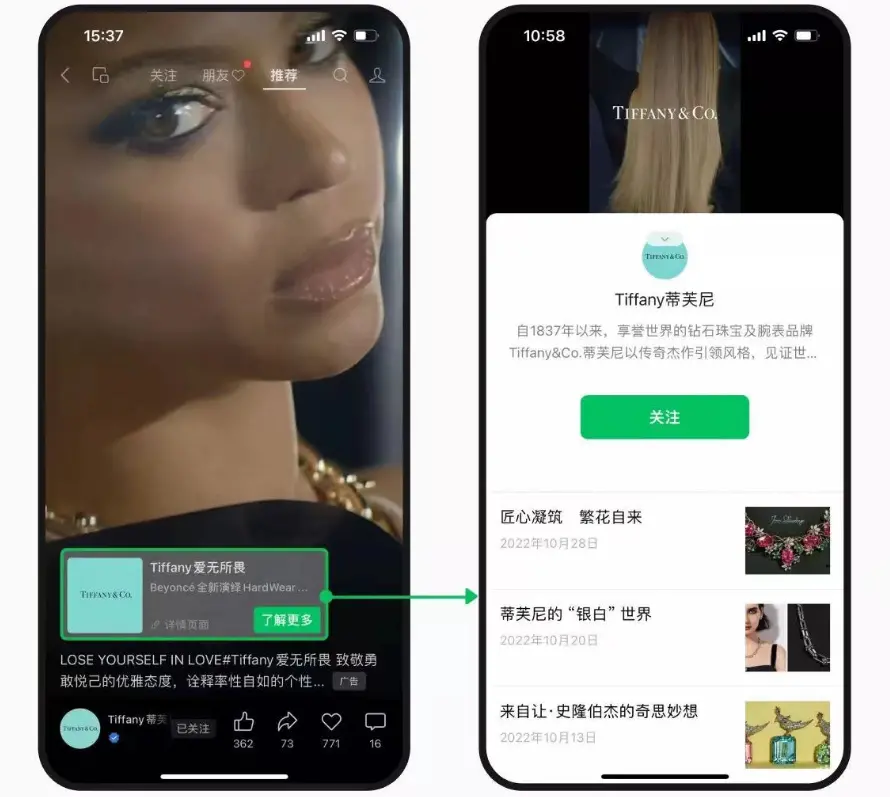 15:37
关注 朋友 推荐
TIFFANY & CO.
Tiffany爱无所畏
Beyoncé 全新演绎 HardWear ...
详情页面
了解更多
LOSE YOURSELF IN LOVE#Tiffany爱无所畏 致敬勇
敢悦己的优雅态度，诠释率性自如的个性... 广告
TIFFANY & CO.
Tiffany蒂芙
已关注
362 73 771 16
10:58
TIFFANY & CO.
TIFFANY & CO.
Tiffany蒂芙尼
自1837年以来，享誉世界的钻石珠宝及腕表品牌
Tiffany&Co.蒂芙尼以传奇杰作引领风格，见证世...
关注
匠心凝筑 繁花自来
2022年10月28日
蒂芙尼的“银白”世界
2022年10月20日
来自让·史隆伯杰的奇思妙想
2022年10月13日